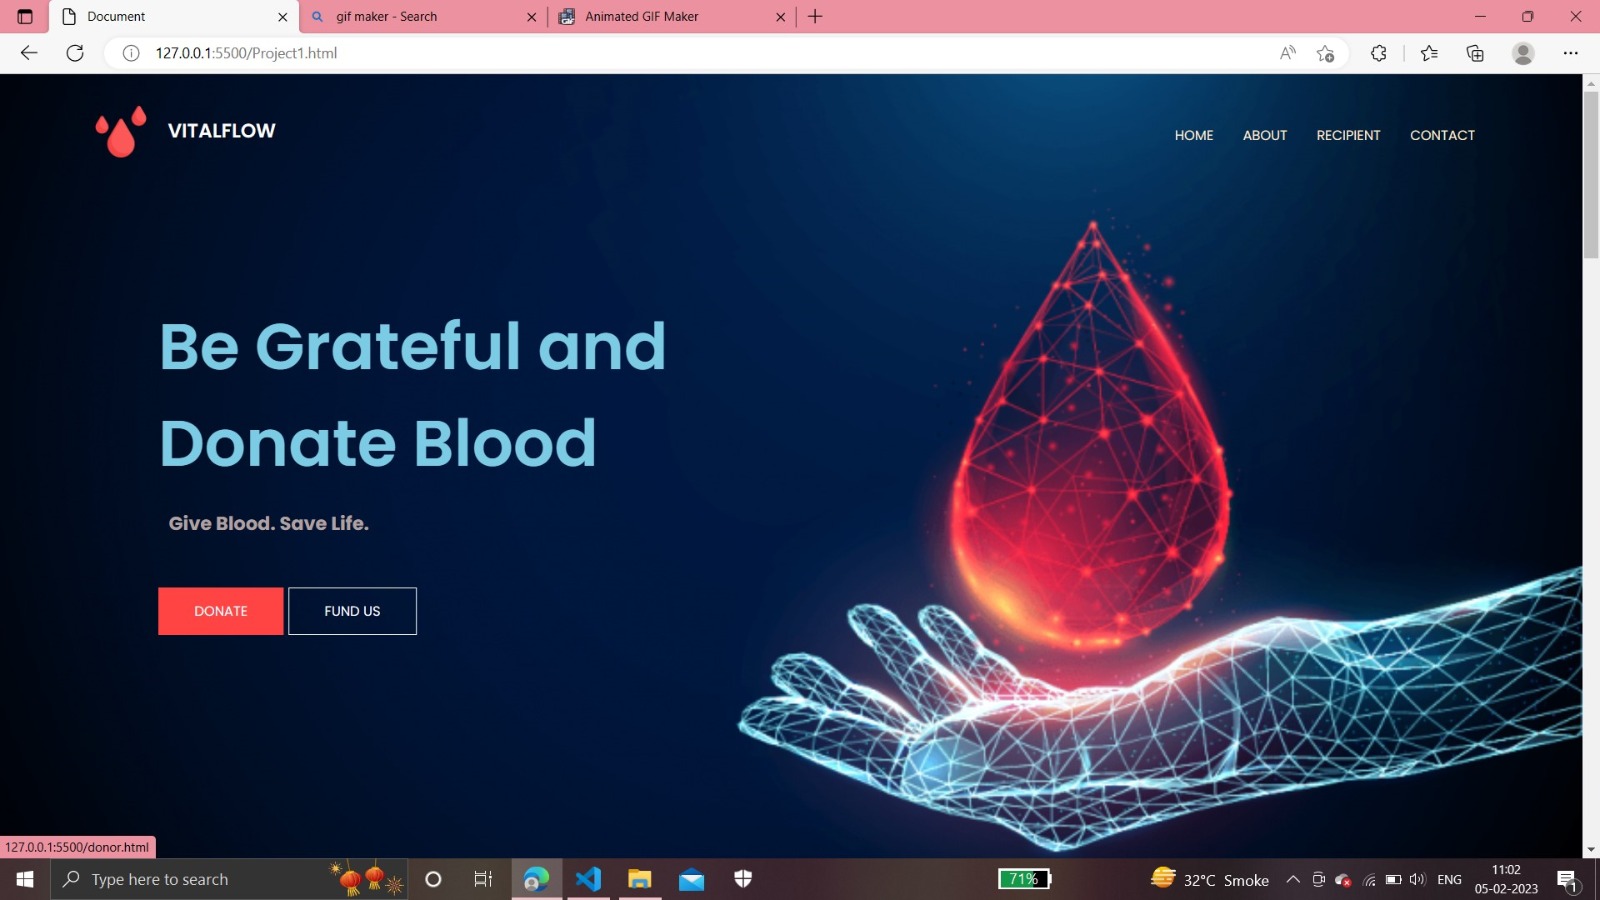 Document
gif maker - Search
Animated GIF Maker
127.0.0.1:5500/Project1.html
VITALFLOW
HOME ABOUT RECIPIENT CONTACT
Be Grateful and
Donate Blood
Give Blood. Save Life.
DONATE FUND US
127.0.0.1:5500/donor.html
Type here to search
71%
32°C Smoke
ENG
11:02
05-02-2023
1